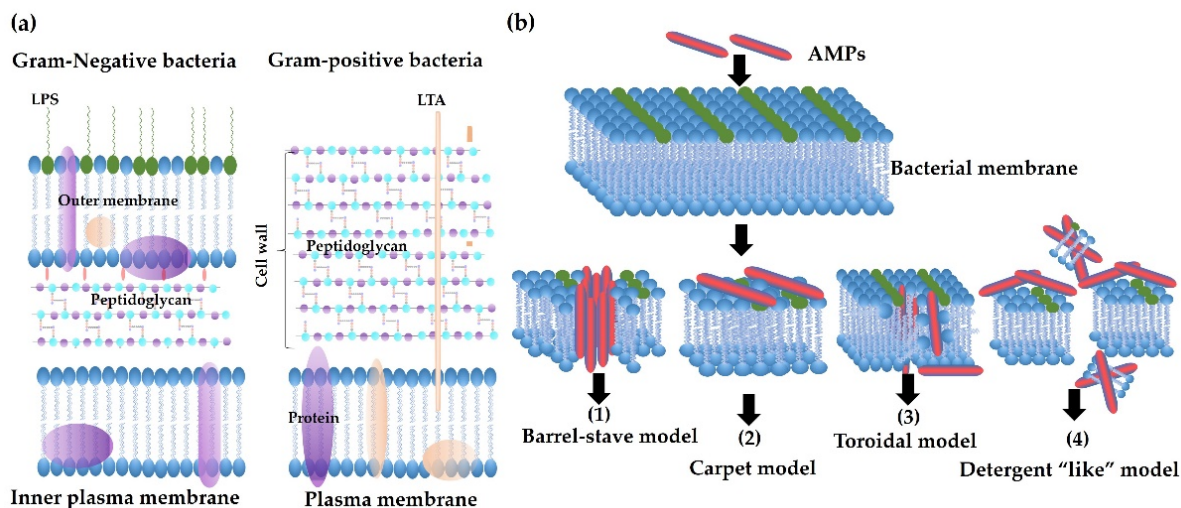 (a)
Gram-Negative bacteria
Gram-positive bacteria
LPS
LTA
Outer membrane
Peptidoglycan
Cell wall
Peptidoglycan
Protein
Inner plasma membrane
Plasma membrane
(b)
AMPs
Bacterial membrane
(1)
Barrel-stave model
(2)
Carpet model
(3)
Toroidal model
(4)
Detergent “like” model